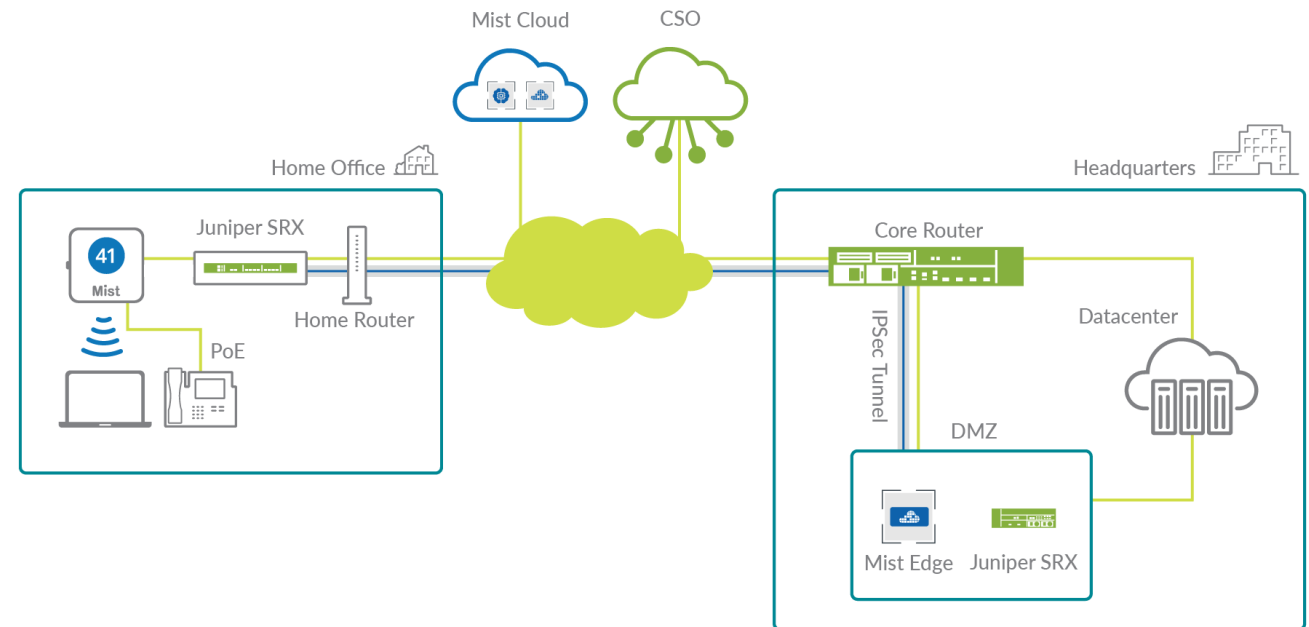 Mist Cloud
CSO
Home Office
Headquarters
Juniper SRX
Core Router
41
Mist
Home Router
IPSec Tunnel
Datacenter
PoE
DMZ
Mist Edge
Juniper SRX